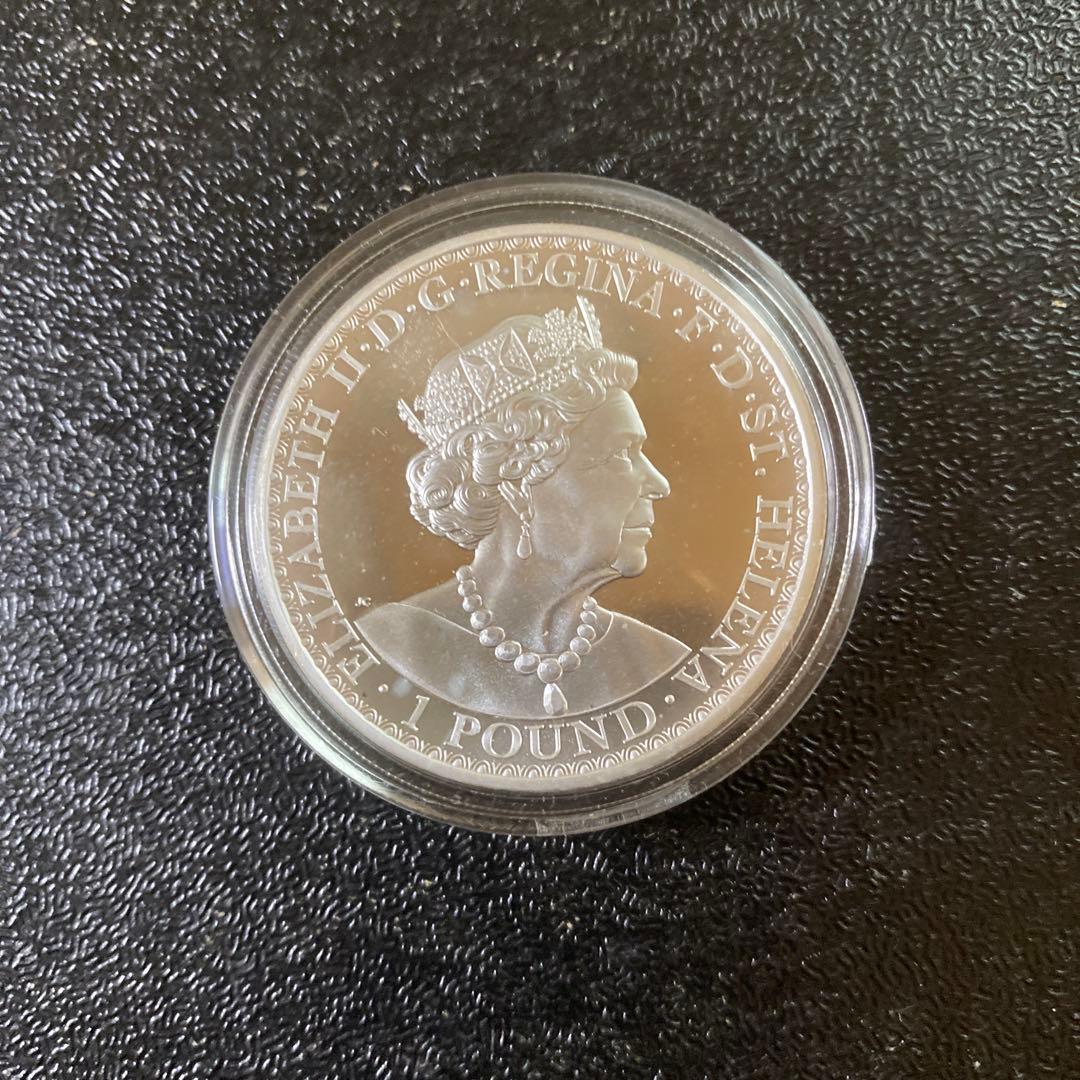 ELIZABETH II · D · G · REGINA · F · D · ST. HELENA
· 1 POUND ·